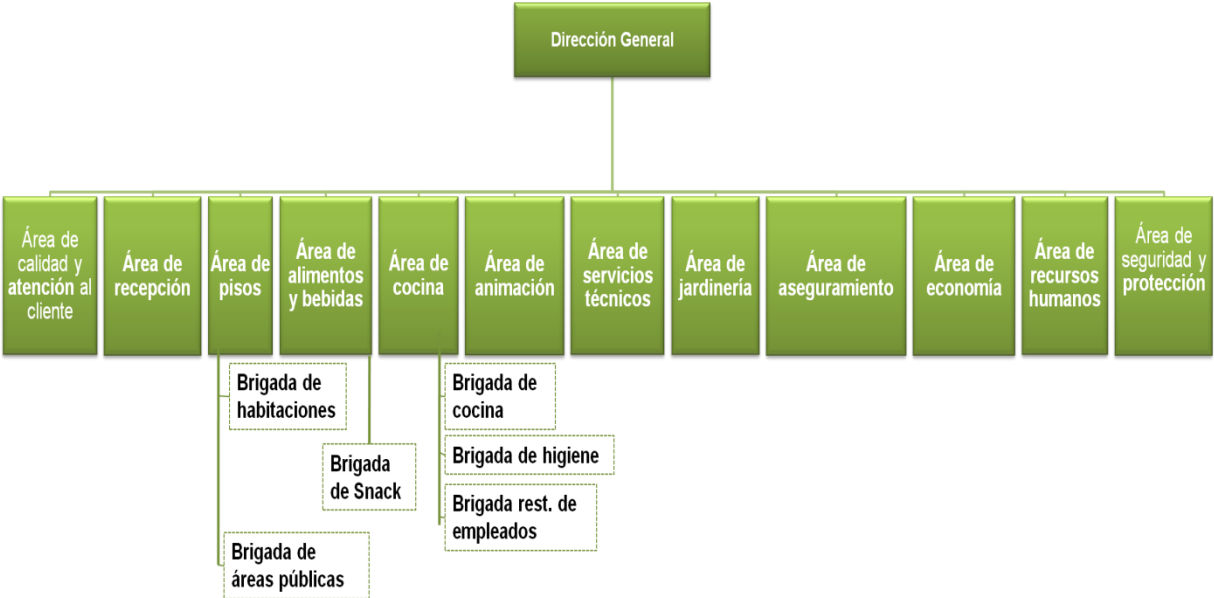 Dirección General
Área de
calidad y
atención al
cliente
Área de
recepción
Área de
pisos
Área de
alimentos
y bebidas
Área de
cocina
Área de
animación
Área de
servicios
técnicos
Área de
jardinería
Área de
aseguramiento
Área de
economía
Área de
recursos
humanos
Área de
seguridad y
protección
Brigada de
habitaciones
Brigada
de Snack
Brigada de
áreas públicas
Brigada de
cocina
Brigada de higiene
Brigada rest. de
empleados